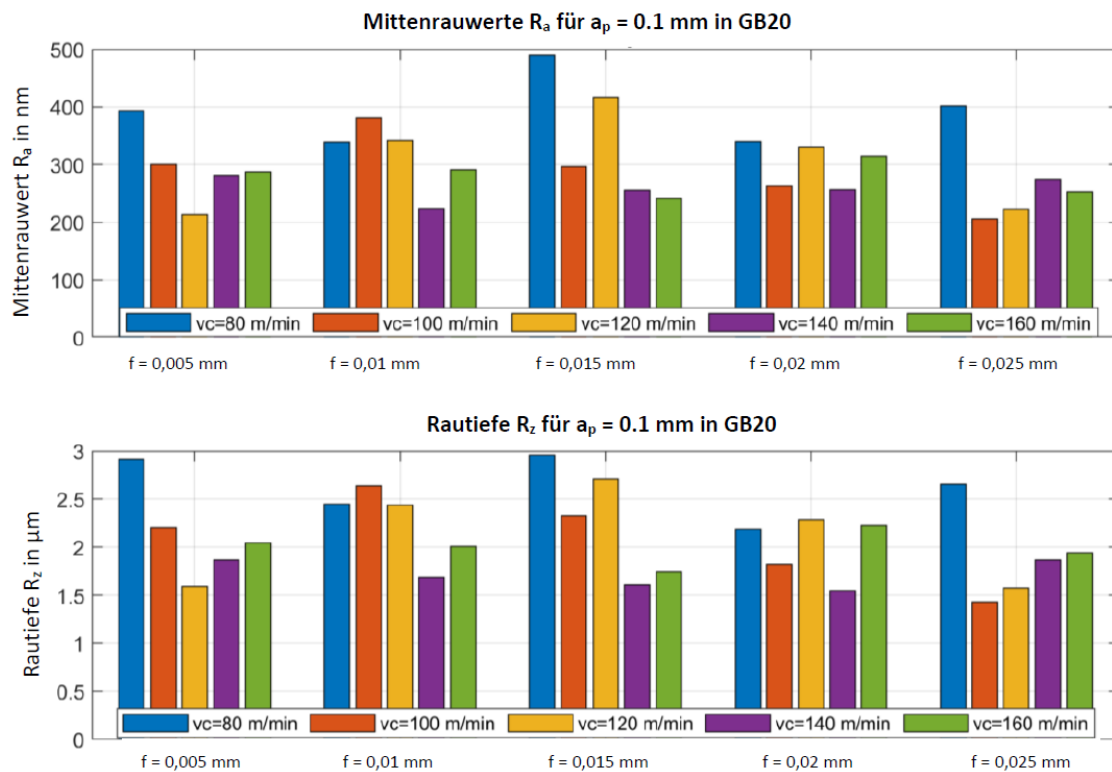 Mittenrauwerte Rₐ für aₚ = 0.1 mm in GB20
500
400
300
200
100
0
Mittenrauwert Rₐ in nm
vc=80 m/min vc=100 m/min vc=120 m/min vc=140 m/min vc=160 m/min
f = 0,005 mm f = 0,01 mm f = 0,015 mm f = 0,02 mm f = 0,025 mm
Rautiefe R_z für aₚ = 0.1 mm in GB20
3
2.5
2
1.5
1
0.5
0
Rautiefe R_z in µm
vc=80 m/min vc=100 m/min vc=120 m/min vc=140 m/min vc=160 m/min
f = 0,005 mm f = 0,01 mm f = 0,015 mm f = 0,02 mm f = 0,025 mm